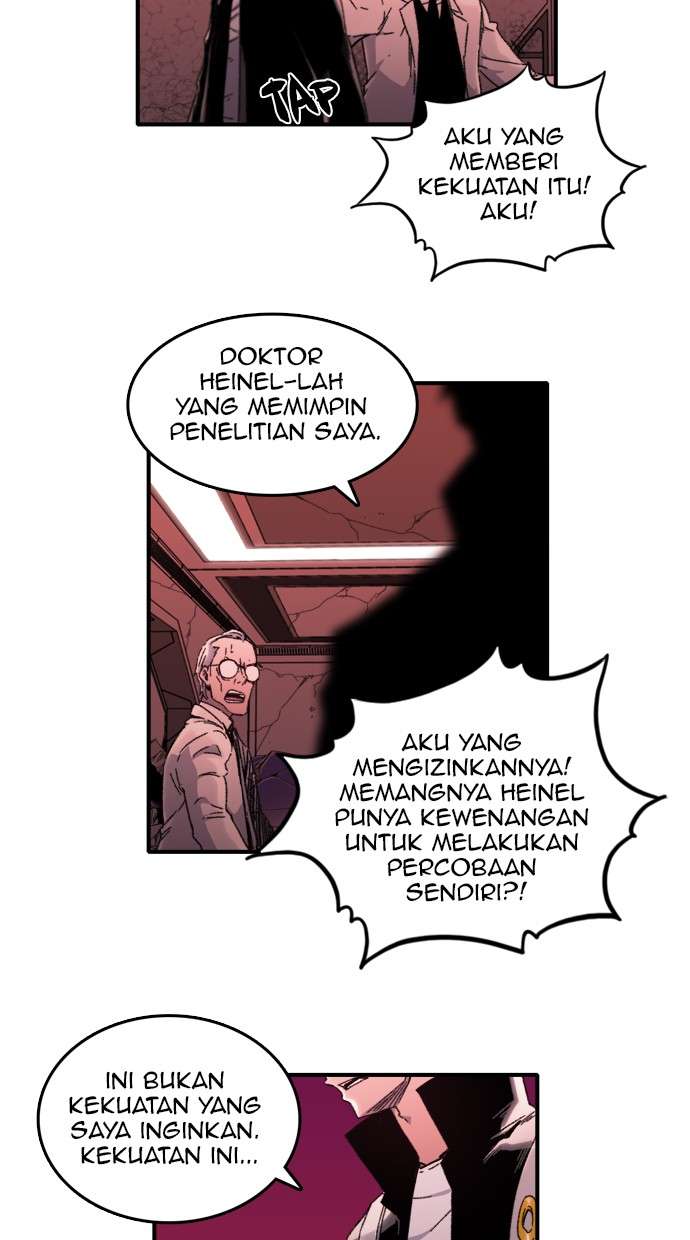 TAP
AKU YANG
MEMBERI
KEKUATAN ITU!
AKU!
DOKTOR
HEINEL-LAH
YANG MEMIMPIN
PENELITIAN SAYA.
AKU YANG
MENGIZINKANNYA!
MEMANGNYA HEINEL
PUNYA KEWENANGAN
UNTUK MELAKUKAN
PERCOBAAN
SENDIRI?!
INI BUKAN
KEKUATAN YANG
SAYA INGINKAN.
KEKUATAN INI...